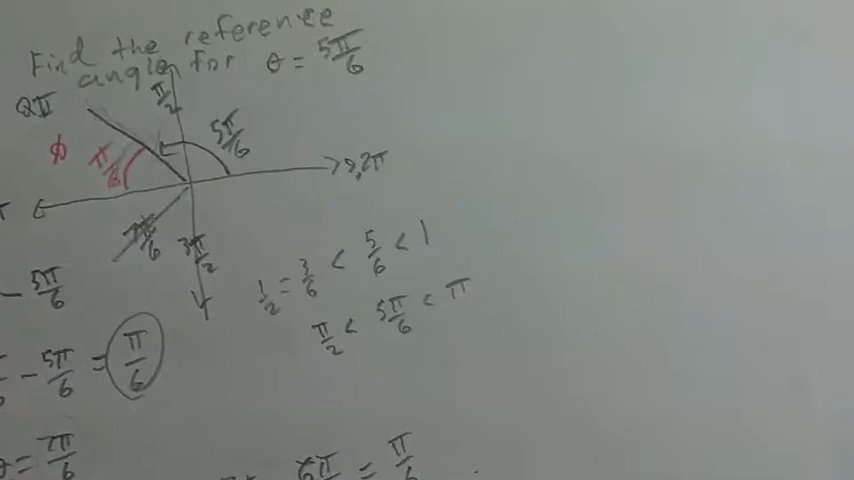 Find the reference
angle for θ = 5π/6
QII
π/2
5π/6
ϕ
π/6
0, 2π
π
7π/6
3π/2
- 5π/6
1/2 = 3/6 < 5/6 < 1
π/2 < 5π/6 < π
- 5π/6 = π/6
θ = 7π/6
6π = π/6